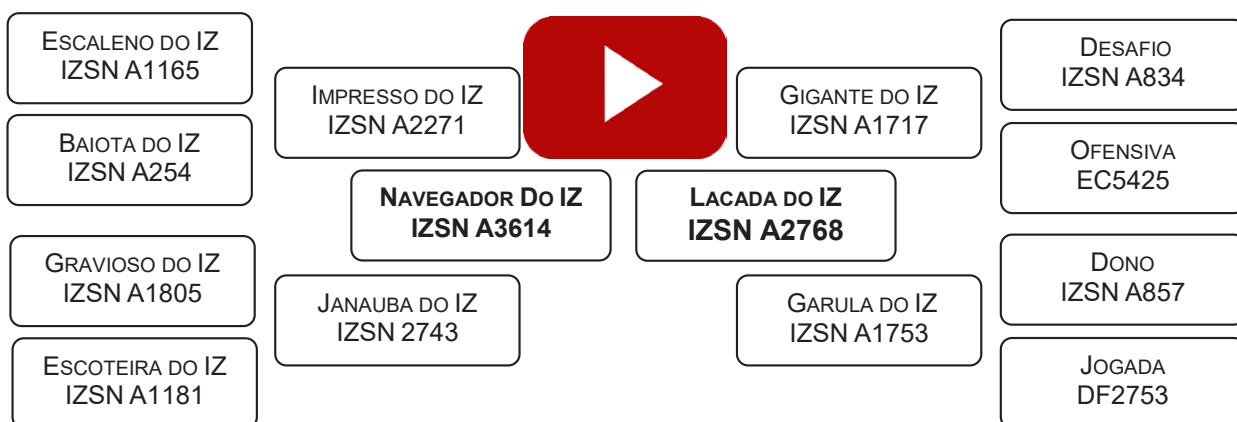 ESCALENO DO IZ
IZSN A1165
BAIOTA DO IZ
IZSN A254
GRAVIOSO DO IZ
IZSN A1805
ESCOTEIRA DO IZ
IZSN A1181
IMPRESSO DO IZ
IZSN A2271
JANAUBA DO IZ
IZSN 2743
NAVEGADOR DO IZ
IZSN A3614
LACADA DO IZ
IZSN A2768
GIGANTE DO IZ
IZSN A1717
GARULA DO IZ
IZSN A1753
DESAFIO
IZSN A834
OFENSIVA
EC5425
DONO
IZSN A857
JOGADA
DF2753